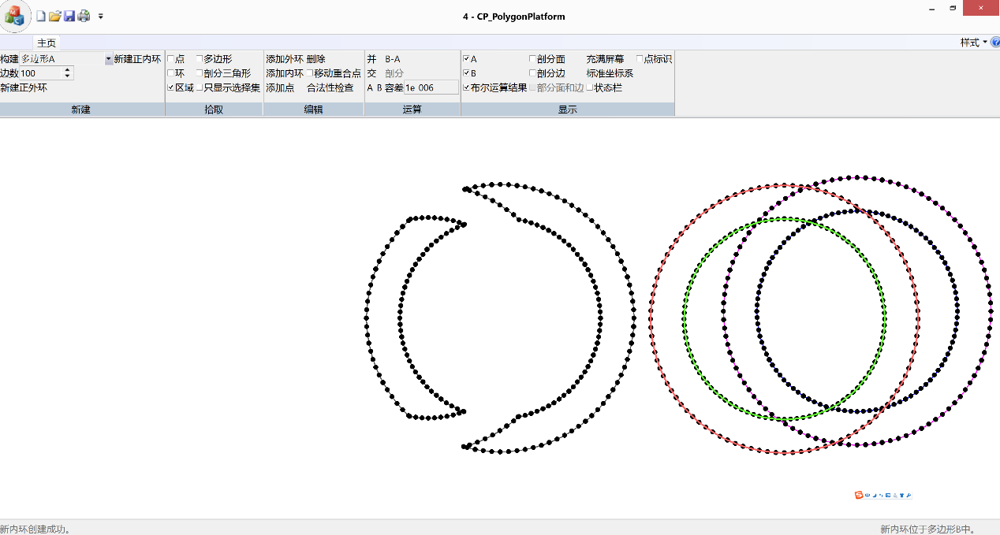 4 - CP_PolygonPlatform
主页
样式
构建 多边形A 新建正内环
边数 100
新建正外环
新建
点 多边形
环 剖分三角形
区域 只显示选择集
拾取
添加外环 删除
添加内环 移动重合点
添加点 合法性检查
编辑
并 B-A
交 剖分
A B 容差 1e 006
运算
A 剖分面 充满屏幕 点标识
B 剖分边 标准坐标系
布尔运算结果 部分面和边 状态栏
显示
中
新内环创建成功。
新内环位于多边形B中。